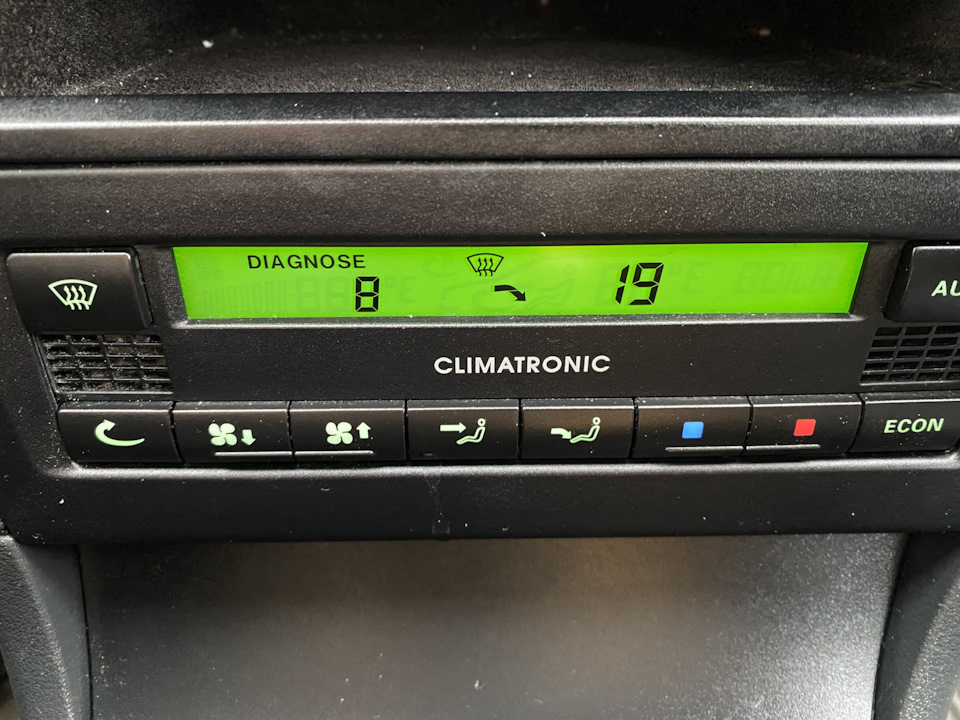 DIAGNOSE
8 19
AU
CLIMATRONIC
ECON